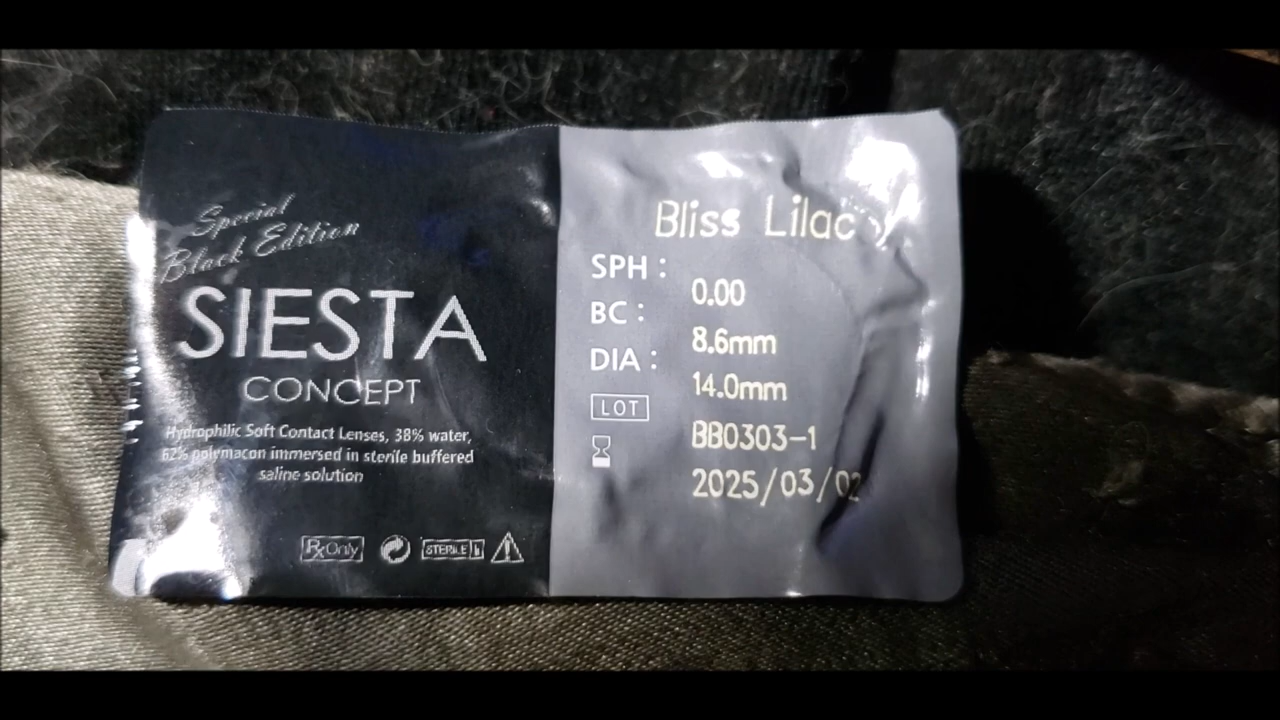 Special
Black Edition
SIESTA
CONCEPT
Hydrophilic Soft Contact Lenses, 38% water,
62% polymacon immersed in sterile buffered
saline solution
Rx Only
STERILE
Bliss Lilac
SPH : 0.00
BC : 8.6mm
DIA : 14.0mm
LOT BB0303-1
2025/03/02